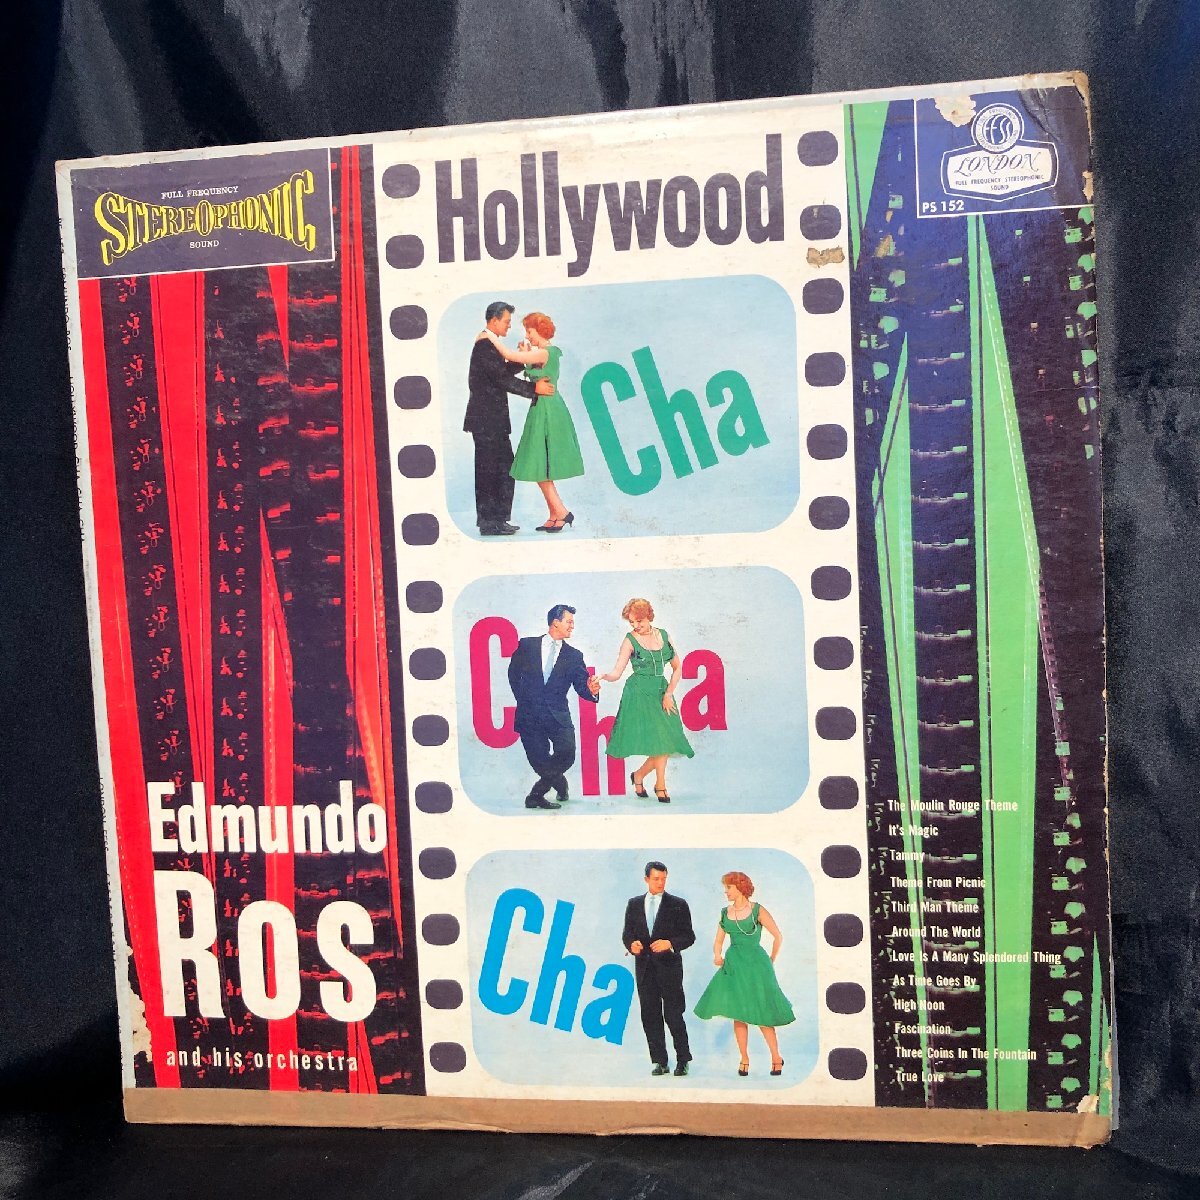 FULL FREQUENCY
STEREOPHONIC
SOUND
Hollywood
Cha
Cha
Cha
FFSS
LONDON
FULL FREQUENCY STEREOPHONIC
SOUND
PS 152
Edmundo
Ros
and his orchestra
The Moulin Rouge Theme
It's Magic
Tammy
Theme From Picnic
Third Man Theme
Around The World
Love Is A Many Splendored Thing
As Time Goes By
High Noon
Fascination
Three Coins In The Fountain
True Love